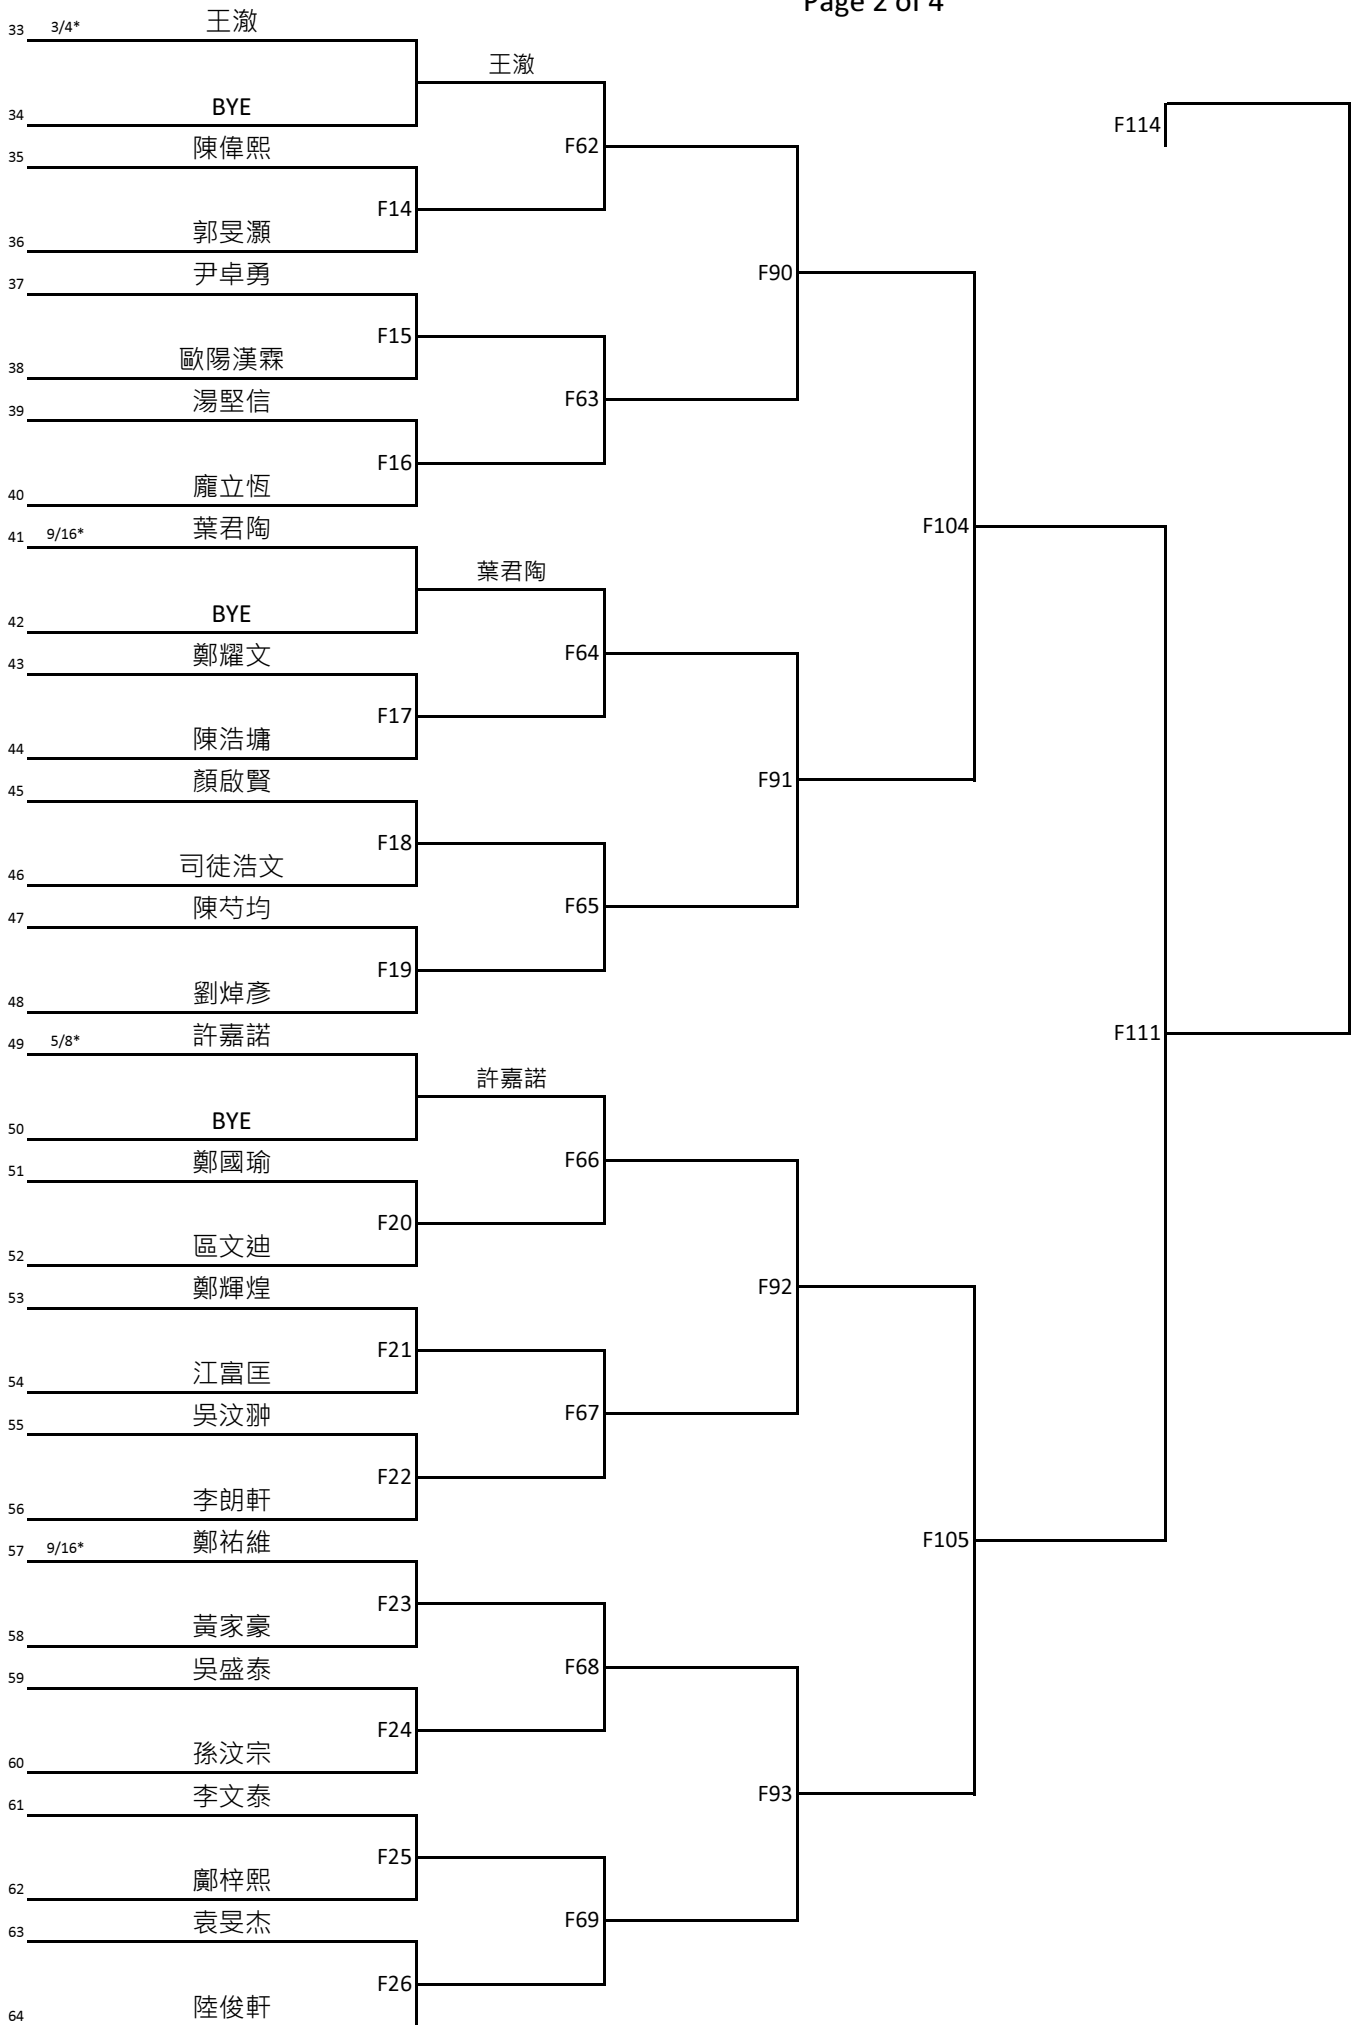 Page 2 of 4
33 3/4* 王澈
王澈
34 BYE
F114
35 陳偉熙
F62
F14
36 郭旻灝
37 尹卓勇
F90
F15
38 歐陽漢霖
39 湯堅信
F63
F16
40 龐立恆
41 9/16* 葉君陶
F104
葉君陶
42 BYE
43 鄭耀文
F64
F17
44 陳浩墉
45 顏啟賢
F91
F18
46 司徒浩文
47 陳芍均
F65
F19
48 劉焯彥
49 5/8* 許嘉諾
F111
許嘉諾
50 BYE
51 鄭國瑜
F66
F20
52 區文迪
53 鄭輝煌
F92
F21
54 江富匡
55 吳汶翀
F67
F22
56 李朗軒
57 9/16* 鄭祐維
F105
F23
58 黃家豪
59 吳盛泰
F68
F24
60 孫汶宗
61 李文泰
F93
F25
62 鄺梓熙
63 袁旻杰
F69
F26
64 陸俊軒